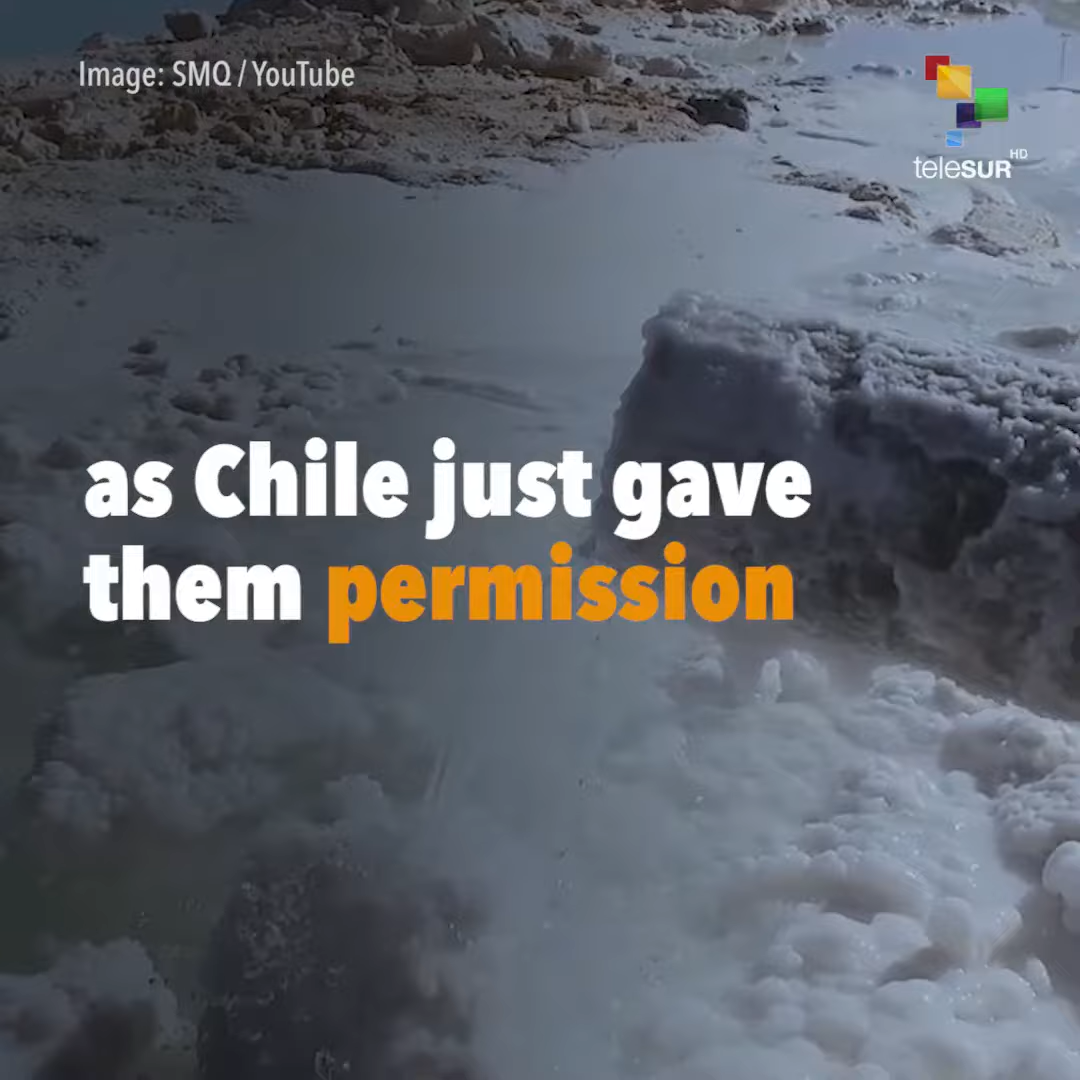 Image: SMQ / YouTube
teleSUR HD
as Chile just gave
them permission